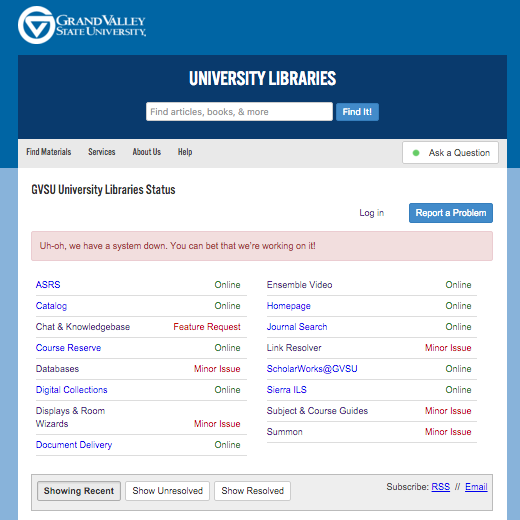 GRAND VALLEY
STATE UNIVERSITY
UNIVERSITY LIBRARIES
Find articles, books, & more Find It!
Find Materials Services About Us Help Ask a Question
GVSU University Libraries Status
Log in Report a Problem
Uh-oh, we have a system down. You can bet that we're working on it!
ASRS Online
Catalog Online
Chat & Knowledgebase Feature Request
Course Reserve Online
Databases Minor Issue
Digital Collections Online
Displays & Room
Wizards Minor Issue
Document Delivery Online
Ensemble Video Online
Homepage Online
Journal Search Online
Link Resolver Minor Issue
ScholarWorks@GVSU Online
Sierra ILS Online
Subject & Course Guides Minor Issue
Summon Minor Issue
Showing Recent Show Unresolved Show Resolved Subscribe: RSS // Email